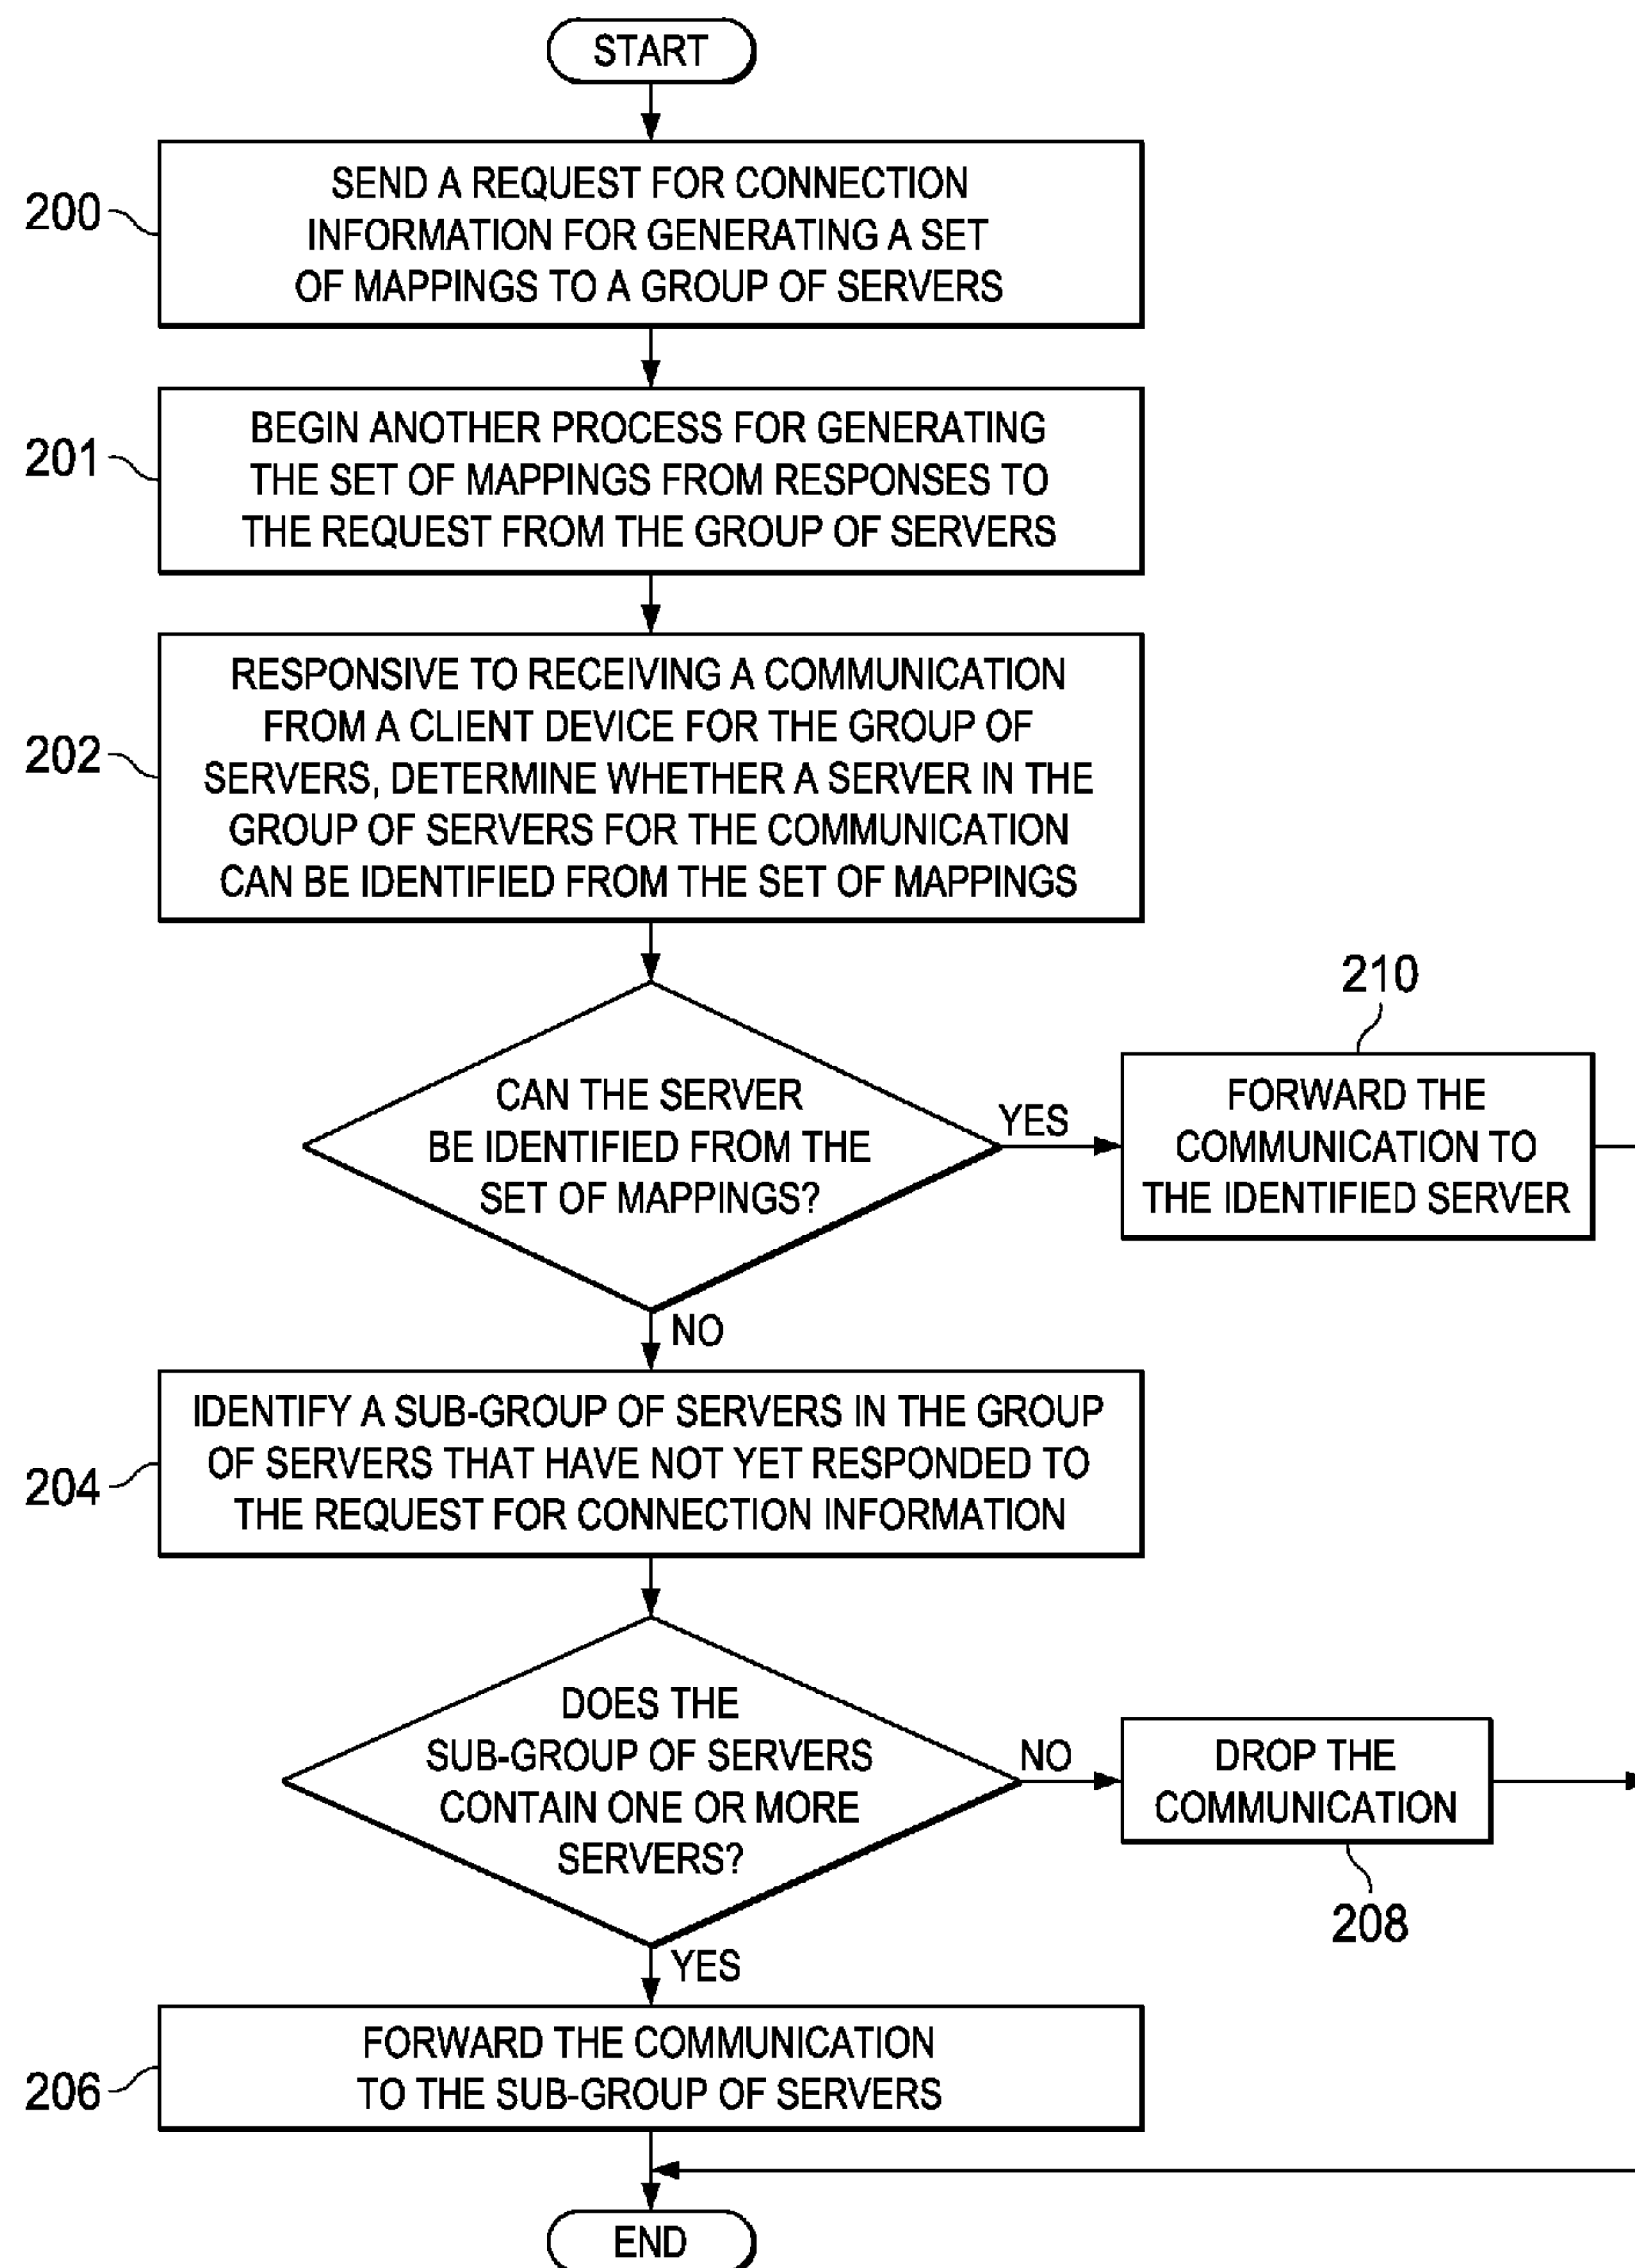 START
200
SEND A REQUEST FOR CONNECTION
INFORMATION FOR GENERATING A SET
OF MAPPINGS TO A GROUP OF SERVERS
201
BEGIN ANOTHER PROCESS FOR GENERATING
THE SET OF MAPPINGS FROM RESPONSES TO
THE REQUEST FROM THE GROUP OF SERVERS
202
RESPONSIVE TO RECEIVING A COMMUNICATION
FROM A CLIENT DEVICE FOR THE GROUP OF
SERVERS, DETERMINE WHETHER A SERVER IN THE
GROUP OF SERVERS FOR THE COMMUNICATION
CAN BE IDENTIFIED FROM THE SET OF MAPPINGS
CAN THE SERVER
BE IDENTIFIED FROM THE
SET OF MAPPINGS?
YES
210
FORWARD THE
COMMUNICATION TO
THE IDENTIFIED SERVER
NO
204
IDENTIFY A SUB-GROUP OF SERVERS IN THE GROUP
OF SERVERS THAT HAVE NOT YET RESPONDED TO
THE REQUEST FOR CONNECTION INFORMATION
DOES THE
SUB-GROUP OF SERVERS
CONTAIN ONE OR MORE
SERVERS?
NO
DROP THE
COMMUNICATION
208
YES
206
FORWARD THE COMMUNICATION
TO THE SUB-GROUP OF SERVERS
END